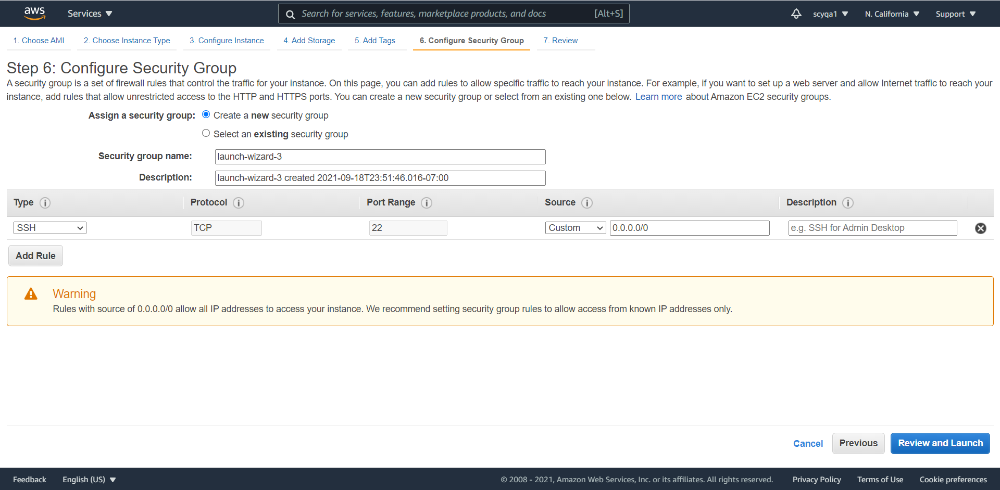 aws
Services
Search for services, features, marketplace products, and docs [Alt+S]
scyqa1
N. California
Support
1. Choose AMI
2. Choose Instance Type
3. Configure Instance
4. Add Storage
5. Add Tags
6. Configure Security Group
7. Review
Step 6: Configure Security Group
A security group is a set of firewall rules that control the traffic for your instance. On this page, you can add rules to allow specific traffic to reach your instance. For example, if you want to set up a web server and allow Internet traffic to reach your
instance, add rules that allow unrestricted access to the HTTP and HTTPS ports. You can create a new security group or select from an existing one below. Learn more about Amazon EC2 security groups.
Assign a security group: Create a new security group
Select an existing security group
Security group name: launch-wizard-3
Description: launch-wizard-3 created 2021-09-18T23:51:46.016-07:00
Type i Protocol i Port Range i Source i Description i
SSH TCP 22 Custom 0.0.0.0/0 e.g. SSH for Admin Desktop
Add Rule
Warning
Rules with source of 0.0.0.0/0 allow all IP addresses to access your instance. We recommend setting security group rules to allow access from known IP addresses only.
Cancel Previous Review and Launch
Feedback English (US) © 2008 - 2021, Amazon Web Services, Inc. or its affiliates. All rights reserved. Privacy Policy Terms of Use Cookie preferences